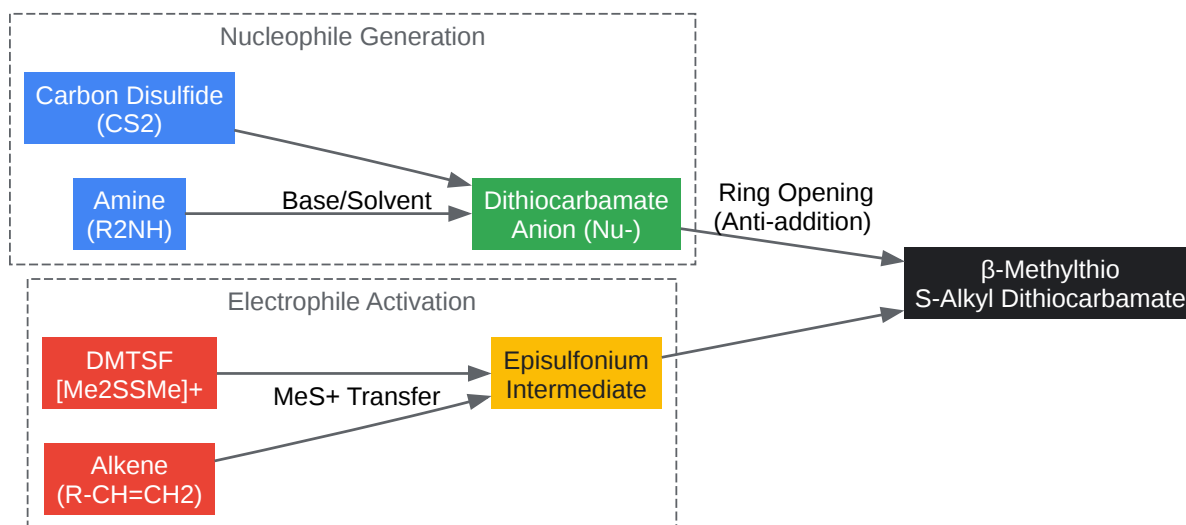 Nucleophile Generation
Carbon Disulfide
(CS2)
Amine
(R2NH)
Base/Solvent
Dithiocarbamate
Anion (Nu-)
Ring Opening
(Anti-addition)
β-Methylthio
S-Alkyl Dithiocarbamate
Electrophile Activation
DMTSF
[Me2SSMe]+
MeS+ Transfer
Alkene
(R-CH=CH2)
Episulfonium
Intermediate